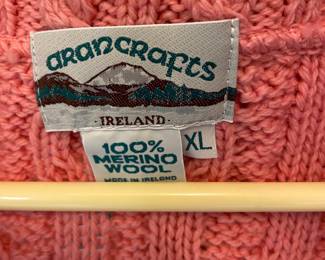 arancrafts
· IRELAND ·
100% XL
MERINO
WOOL
MADE IN IRELAND